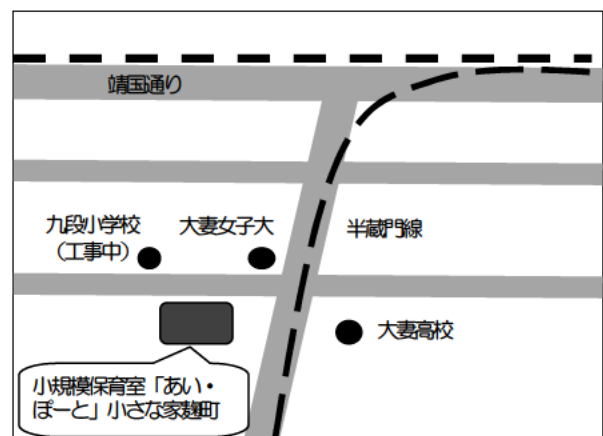 靖国通り
九段小学校
（工事中）
大妻女子大
半蔵門線
大妻高校
小規模保育室「あい・
ぽーと」小さな家麹町